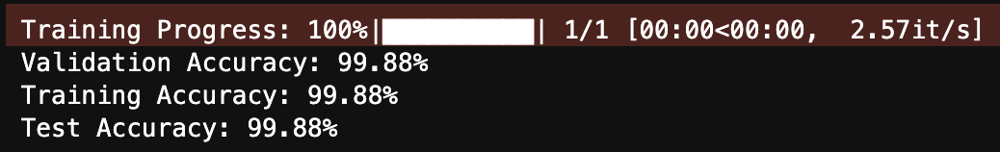 Training Progress: 100%|██████████| 1/1 [00:00<00:00,  2.57it/s]
Validation Accuracy: 99.88%
Training Accuracy: 99.88%
Test Accuracy: 99.88%